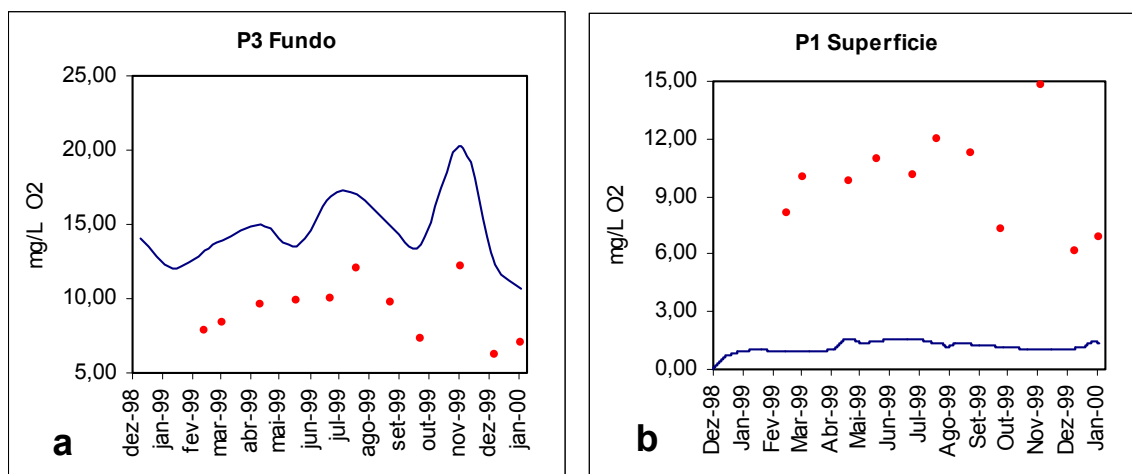 P3 Fundo
25,00
20,00
15,00
10,00
5,00
mg/L O2
dez-98
jan-99
fev-99
mar-99
abr-99
mai-99
jun-99
jul-99
ago-99
set-99
out-99
nov-99
dez-99
jan-00
a
P1 Superficie
15,00
12,00
9,00
6,00
3,00
0,00
mg/L O2
Dez-98
Jan-99
Fev-99
Mar-99
Abr-99
Mai-99
Jun-99
Jul-99
Ago-99
Set-99
Out-99
Nov-99
Dez-99
Jan-00
b